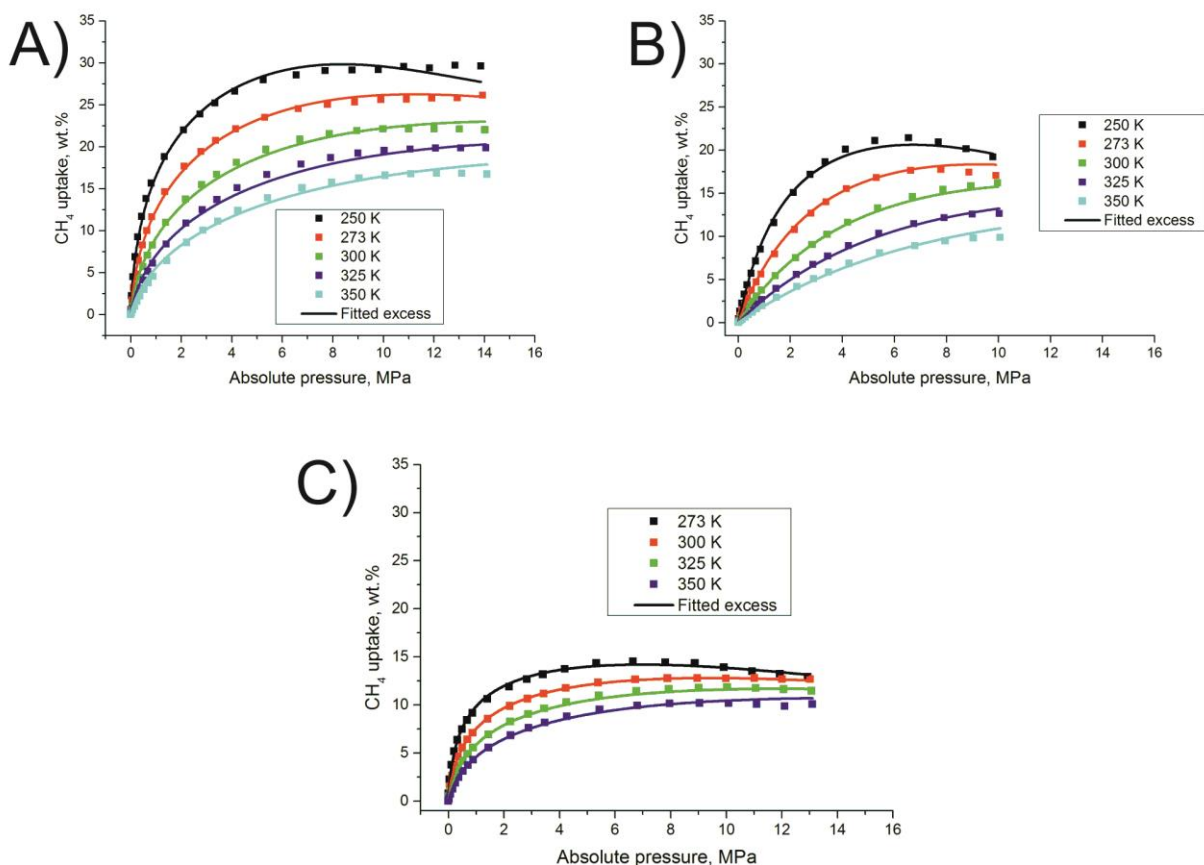 A)
CH₄ uptake, wt.%
35
30
25
20
15
10
5
0
250 K
273 K
300 K
325 K
350 K
Fitted excess
0 2 4 6 8 10 12 14 16
Absolute pressure, MPa
B)
CH₄ uptake, wt.%
35
30
25
20
15
10
5
0
250 K
273 K
300 K
325 K
350 K
Fitted excess
0 2 4 6 8 10 12 14 16
Absolute pressure, MPa
C)
CH₄ uptake, wt.%
35
30
25
20
15
10
5
0
273 K
300 K
325 K
350 K
Fitted excess
0 2 4 6 8 10 12 14 16
Absolute pressure, MPa